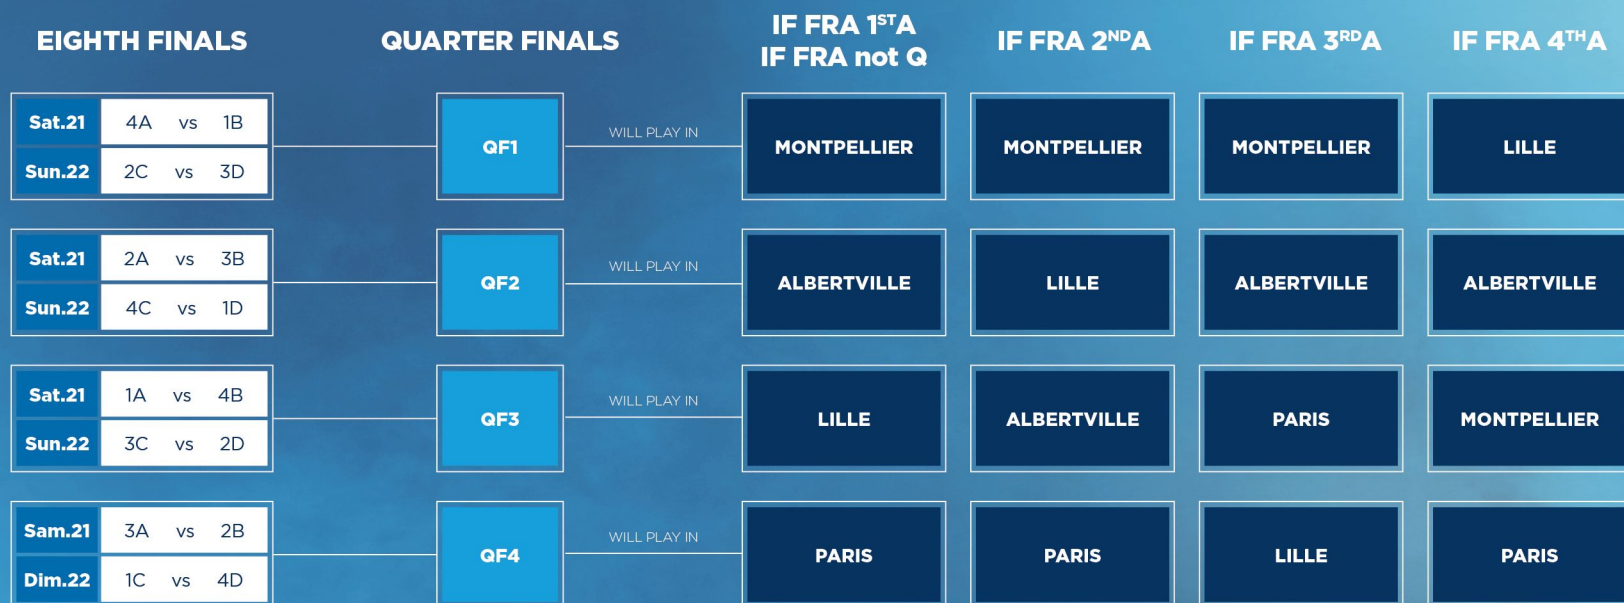 EIGHTH FINALS QUARTER FINALS IF FRA 1STA IF FRA 2NDA IF FRA 3RDA IF FRA 4THA
IF FRA not Q
Sat.21 4A vs 1B
QF1 WILL PLAY IN MONTPELLIER MONTPELLIER MONTPELLIER LILLE
Sun.22 2C vs 3D
Sat.21 2A vs 3B
QF2 WILL PLAY IN ALBERTVILLE LILLE ALBERTVILLE ALBERTVILLE
Sun.22 4C vs 1D
Sat.21 1A vs 4B
QF3 WILL PLAY IN LILLE ALBERTVILLE PARIS MONTPELLIER
Sun.22 3C vs 2D
Sam.21 3A vs 2B
QF4 WILL PLAY IN PARIS PARIS LILLE PARIS
Dim.22 1C vs 4D